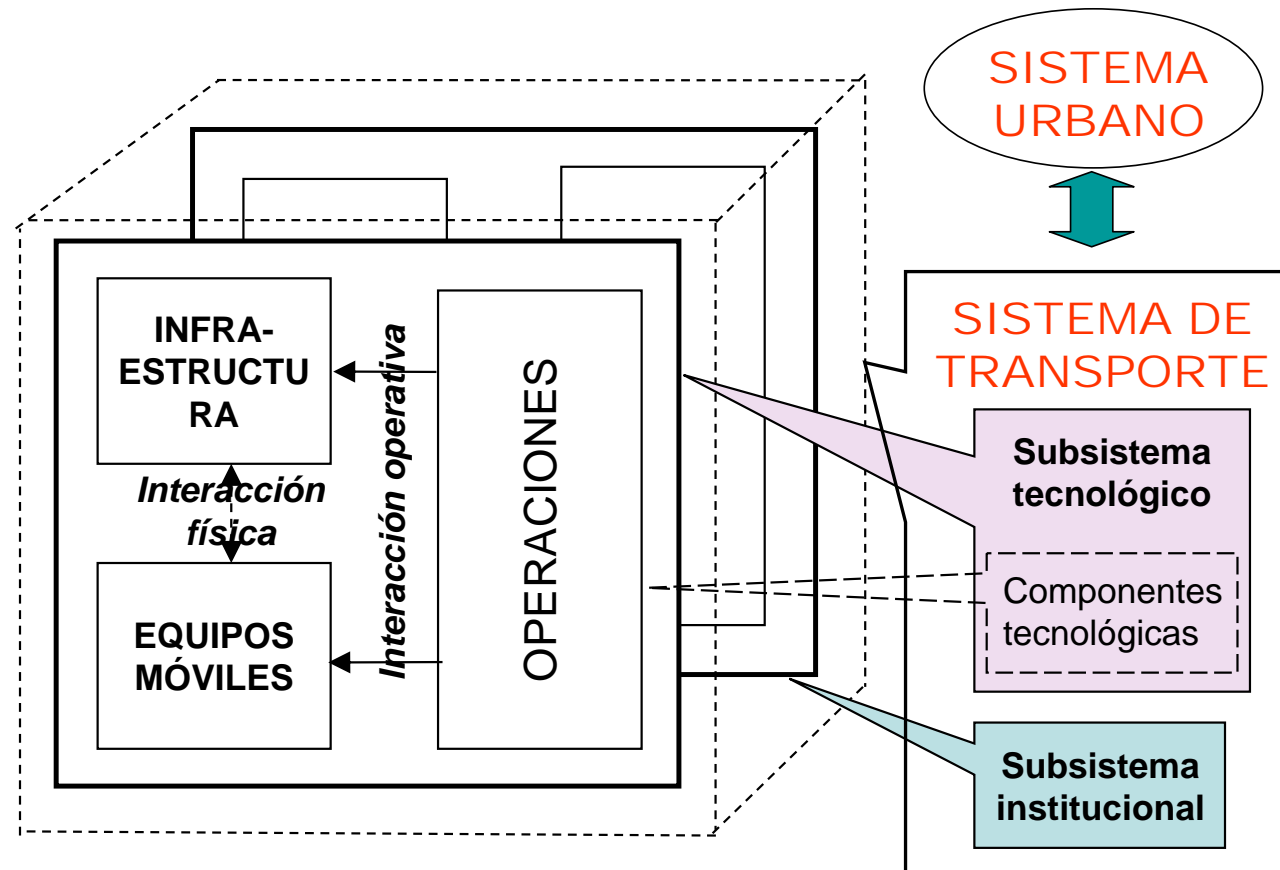 SISTEMA
URBANO
SISTEMA DE
TRANSPORTE
INFRA-
ESTRUCTU
RA
Interacción
física
EQUIPOS
MÓVILES
Interacción operativa
OPERACIONES
Subsistema
tecnológico
Componentes
tecnológicas
Subsistema
institucional